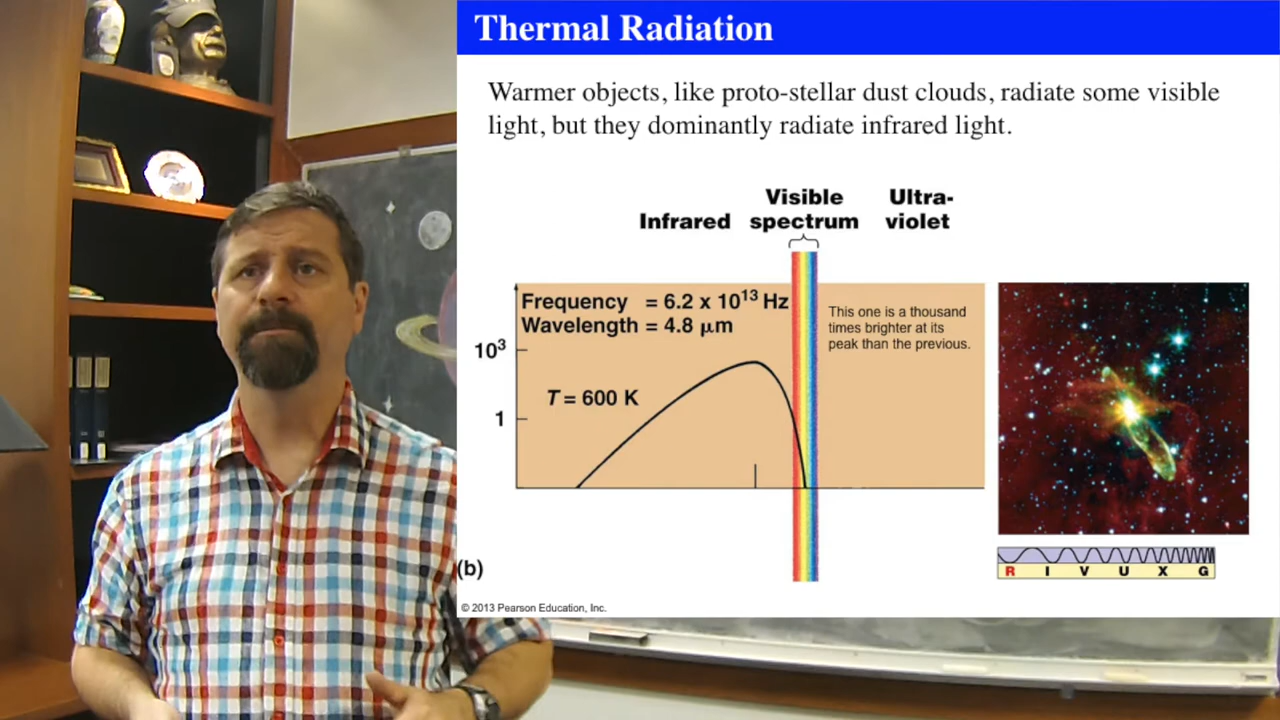 Thermal Radiation
Warmer objects, like proto-stellar dust clouds, radiate some visible
light, but they dominantly radiate infrared light.
Visible Ultra-
Infrared spectrum violet
Frequency = 6.2 x 10¹³ Hz
Wavelength = 4.8 μm
This one is a thousand
times brighter at its
peak than the previous.
10³
T = 600 K
1
R I V U X G
(b)
© 2013 Pearson Education, Inc.